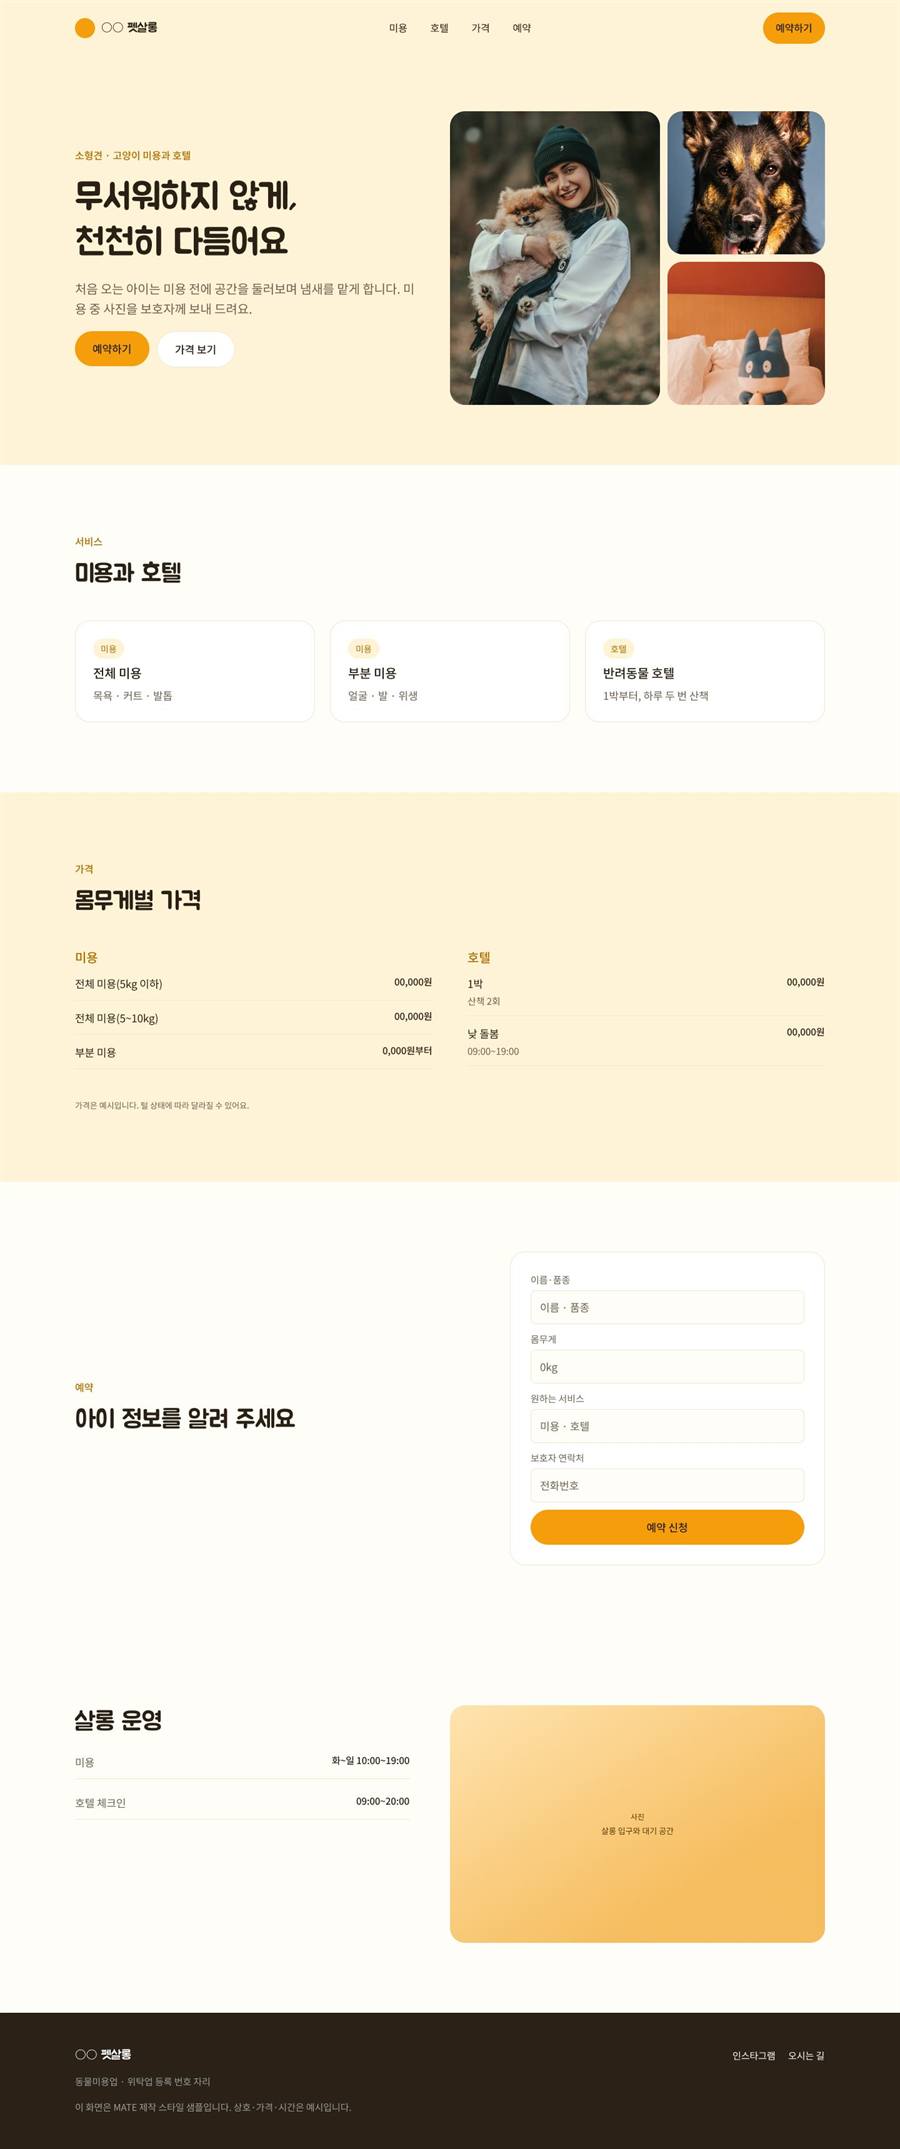 ○○ 펫살롱
미용
호텔
가격
예약
예약하기
소형견 · 고양이 미용과 호텔
무서워하지 않게,
천천히 다듬어요
처음 오는 아이는 미용 전에 공간을 둘러보며 냄새를 맡게 합니다. 미
용 중 사진을 보호자께 보내 드려요.
예약하기
가격 보기
서비스
미용과 호텔
미용
전체 미용
목욕 · 커트 · 발톱
미용
부분 미용
얼굴 · 발 · 위생
호텔
반려동물 호텔
1박부터, 하루 두 번 산책
가격
몸무게별 가격
미용
전체 미용(5kg 이하) 00,000원
전체 미용(5~10kg) 00,000원
부분 미용 0,000원부터
호텔
1박 00,000원
산책 2회
낮 돌봄 00,000원
09:00~19:00
가격은 예시입니다. 털 상태에 따라 달라질 수 있어요.
예약
아이 정보를 알려 주세요
이름·품종
이름 · 품종
몸무게
0kg
원하는 서비스
미용 · 호텔
보호자 연락처
전화번호
예약 신청
살롱 운영
미용 화~일 10:00~19:00
호텔 체크인 09:00~20:00
사진
살롱 입구와 대기 공간
○○ 펫살롱
동물미용업 · 위탁업 등록 번호 자리
이 화면은 MATE 제작 스타일 샘플입니다. 상호·가격·시간은 예시입니다.
인스타그램
오시는 길